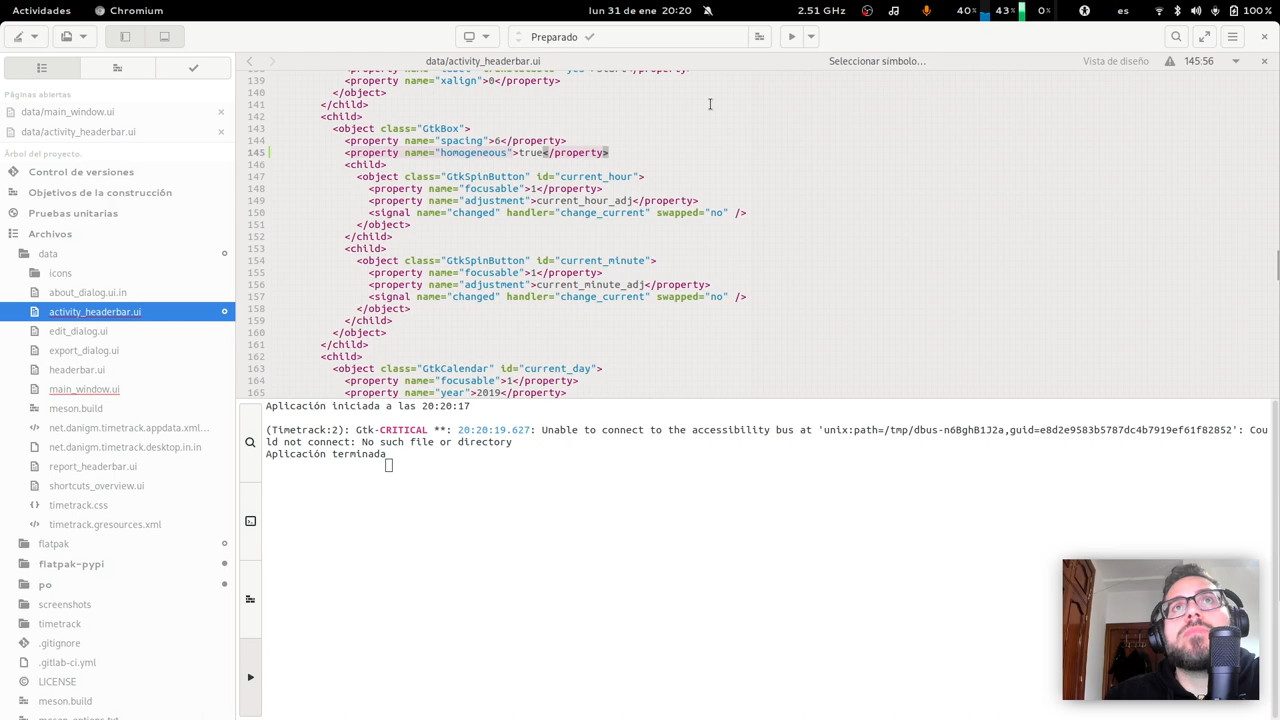 Actividades
Chromium
lun 31 de ene 20:20
2.51 GHz
40%
43%
0%
es
100 %
Preparado
data/activity_headerbar.ui
Seleccionar símbolo…
Vista de diseño
145:56
Páginas abiertas
data/main_window.ui
data/activity_headerbar.ui
Árbol del proyecto.
Control de versiones
Objetivos de la construcción
Pruebas unitarias
Archivos
data
icons
about_dialog.ui.in
activity_headerbar.ui
edit_dialog.ui
export_dialog.ui
headerbar.ui
main_window.ui
meson.build
net.danigm.timetrack.appdata.xml…
net.danigm.timetrack.desktop.in.in
report_headerbar.ui
shortcuts_overview.ui
timetrack.css
timetrack.gresources.xml
flatpak
flatpak-pypi
po
screenshots
timetrack
.gitignore
.gitlab-ci.yml
LICENSE
meson.build
139 <property name="xalign">0</property>
140 </object>
141 </child>
142 <child>
143 <object class="GtkBox">
144 <property name="spacing">6</property>
145 <property name="homogeneous">true</property>
146 <child>
147 <object class="GtkSpinButton" id="current_hour">
148 <property name="focusable">1</property>
149 <property name="adjustment">current_hour_adj</property>
150 <signal name="changed" handler="change_current" swapped="no" />
151 </object>
152 </child>
153 <child>
154 <object class="GtkSpinButton" id="current_minute">
155 <property name="focusable">1</property>
156 <property name="adjustment">current_minute_adj</property>
157 <signal name="changed" handler="change_current" swapped="no" />
158 </object>
159 </child>
160 </object>
161 </child>
162 <child>
163 <object class="GtkCalendar" id="current_day">
164 <property name="focusable">1</property>
165 <property name="year">2019</property>
Aplicación iniciada a las 20:20:17
(Timetrack:2): Gtk-CRITICAL **: 20:20:19.627: Unable to connect to the accessibility bus at 'unix:path=/tmp/dbus-n6BghB1J2a,guid=e8d2e9583b5787dc4b7919ef61f82852': Cou
ld not connect: No such file or directory
Aplicación terminada